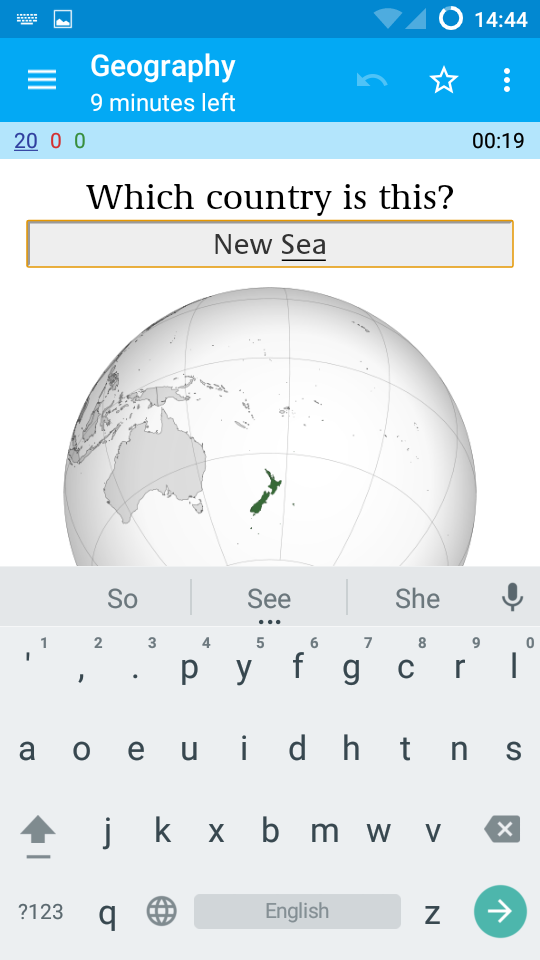 14:44
Geography
9 minutes left
20 0 0 00:19
Which country is this?
New Sea
So See She
1 2 3 4 5 6 7 8 9 0
' , . p y f g c r l
a o e u i d h t n s
j k x b m w v
?123 q English z